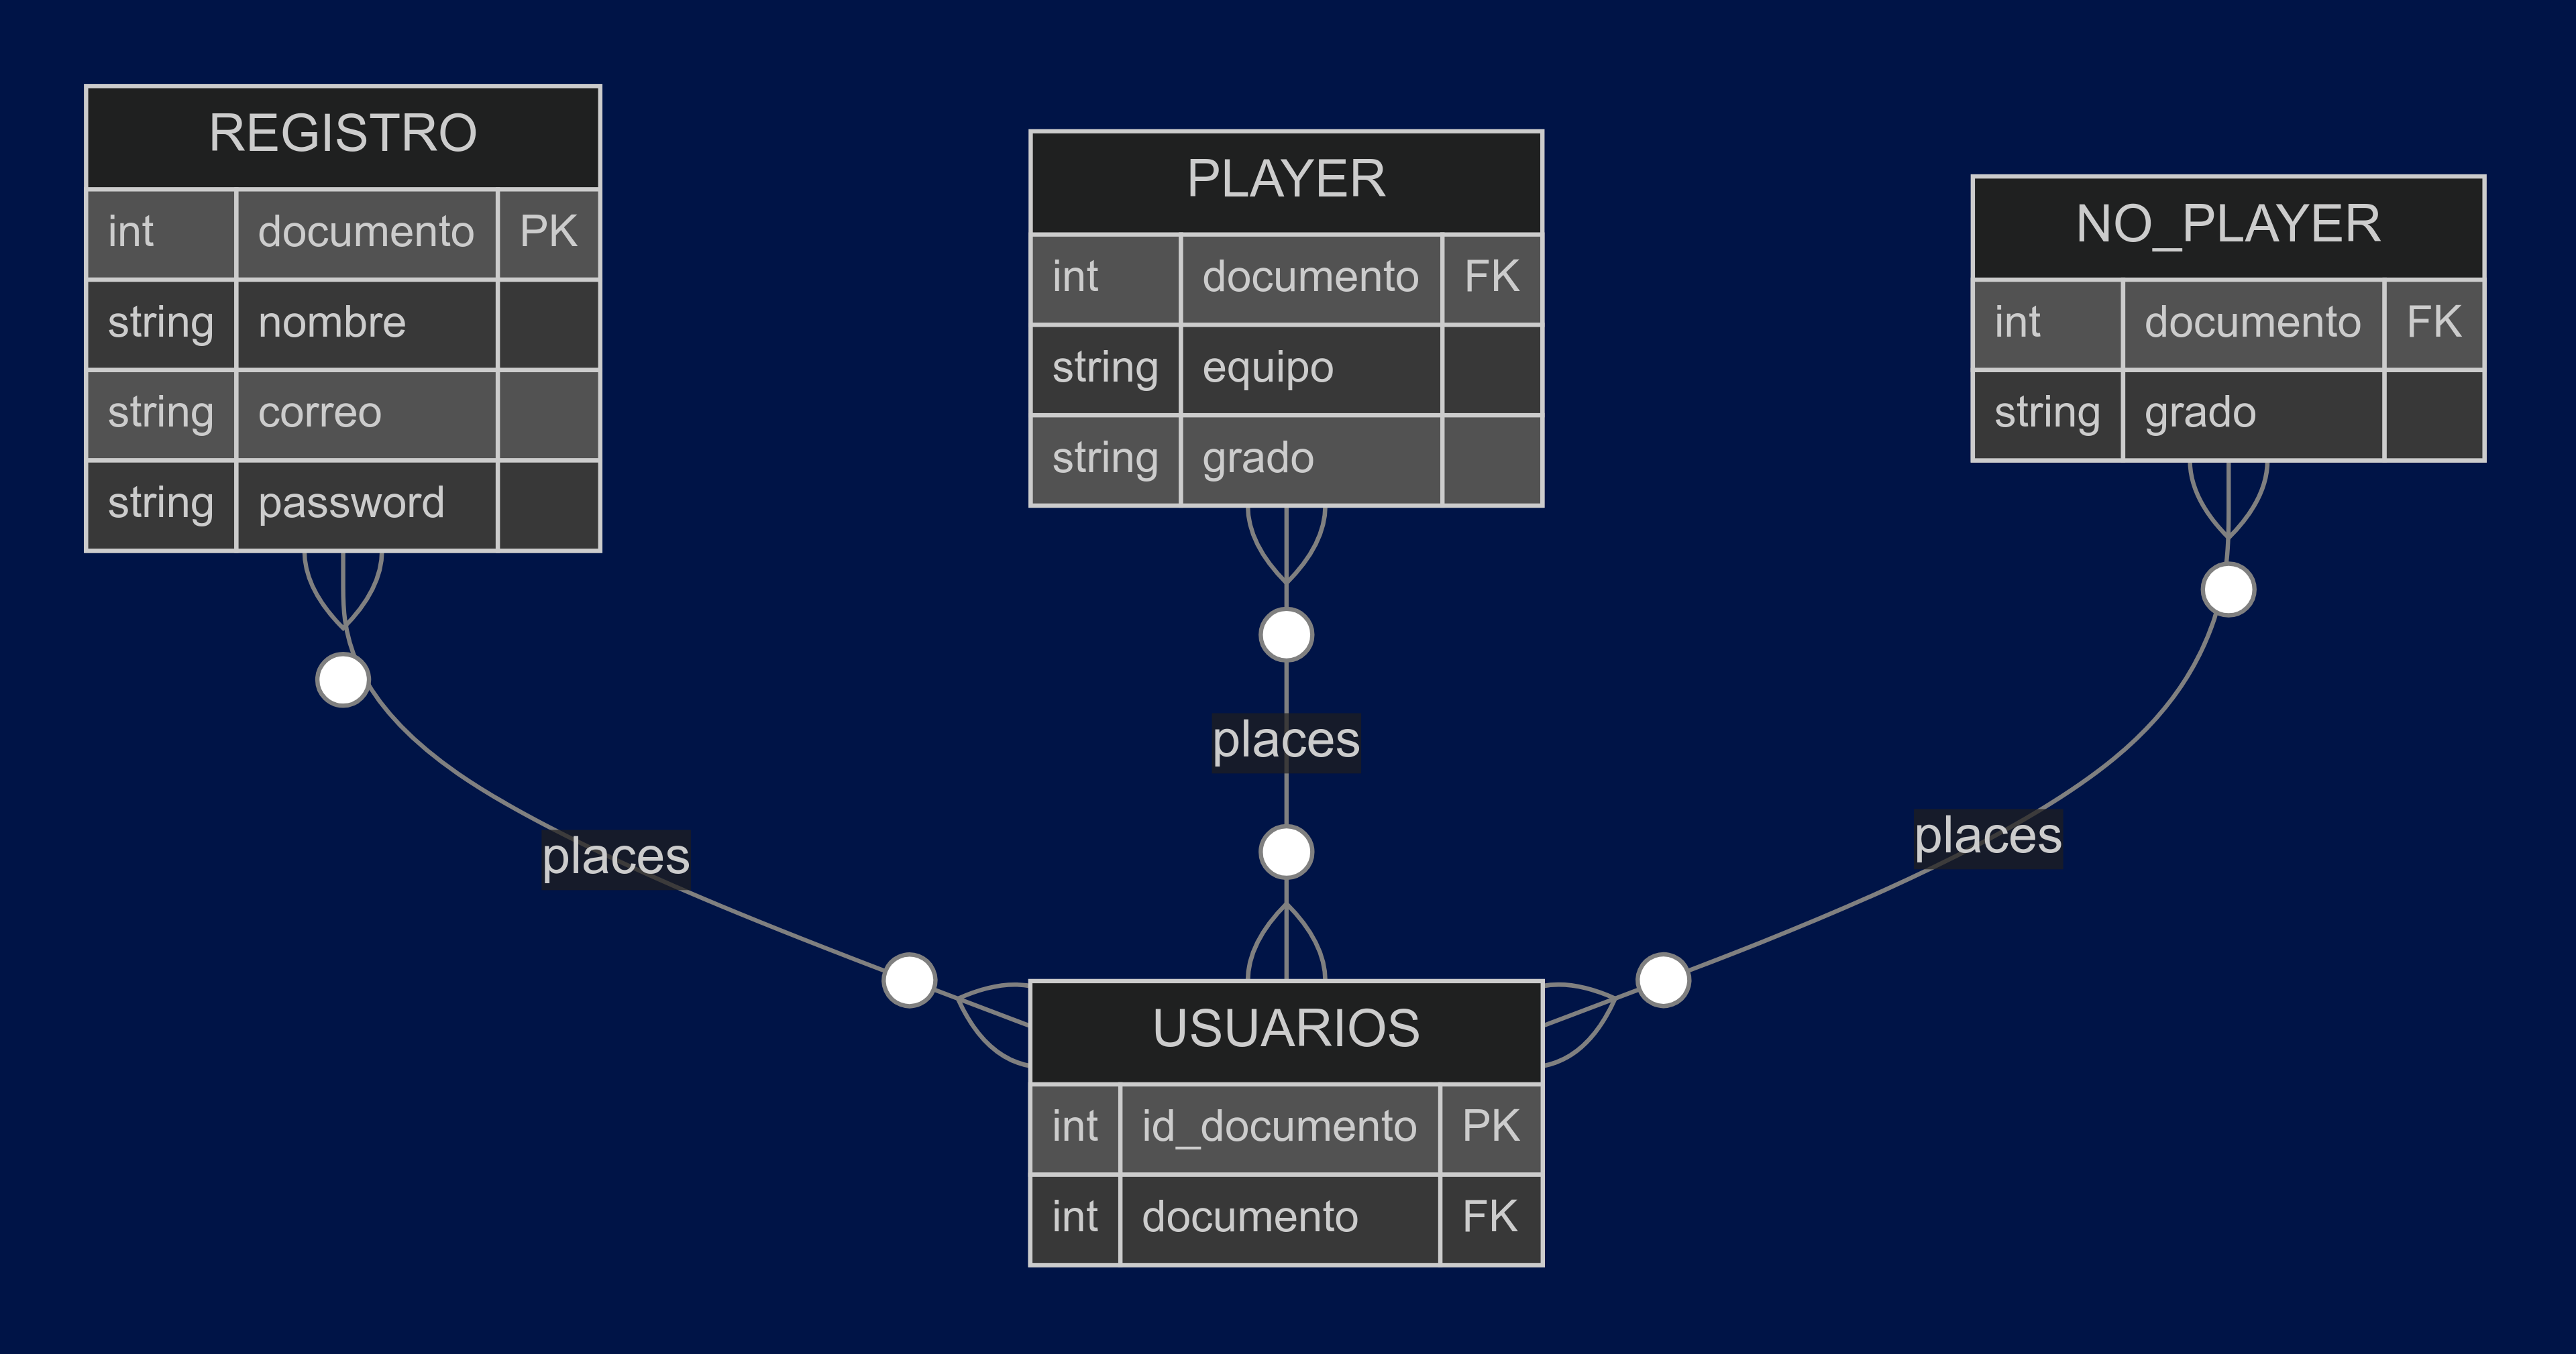 REGISTRO
int documento PK
string nombre
string correo
string password
PLAYER
int documento FK
string equipo
string grado
NO_PLAYER
int documento FK
string grado
places
places
places
USUARIOS
int id_documento PK
int documento FK